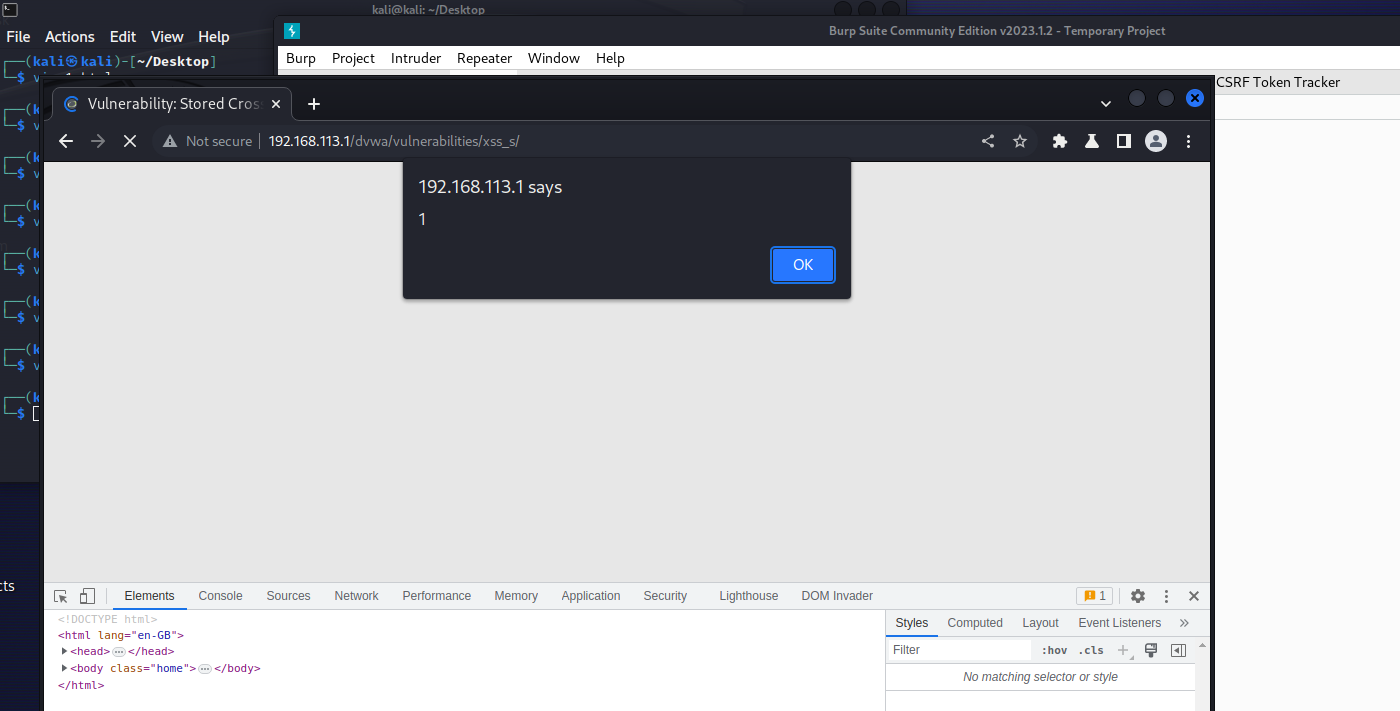 kali@kali: ~/Desktop
File Actions Edit View Help
Burp Suite Community Edition v2023.1.2 - Temporary Project
Burp Project Intruder Repeater Window Help
(kali㉿kali)-[~/Desktop]
$
CSRF Token Tracker
Vulnerability: Stored Cros
Not secure 192.168.113.1/dvwa/vulnerabilities/xss_s/
192.168.113.1 says
1
OK
$ v
$ v
$ v
$ v
$ v
$ v
$
cts
Elements Console Sources Network Performance Memory Application Security Lighthouse DOM Invader 1
<!DOCTYPE html>
<html lang="en-GB">
<head>…</head>
<body class="home">…</body>
</html>
Styles Computed Layout Event Listeners »
Filter :hov .cls
No matching selector or style